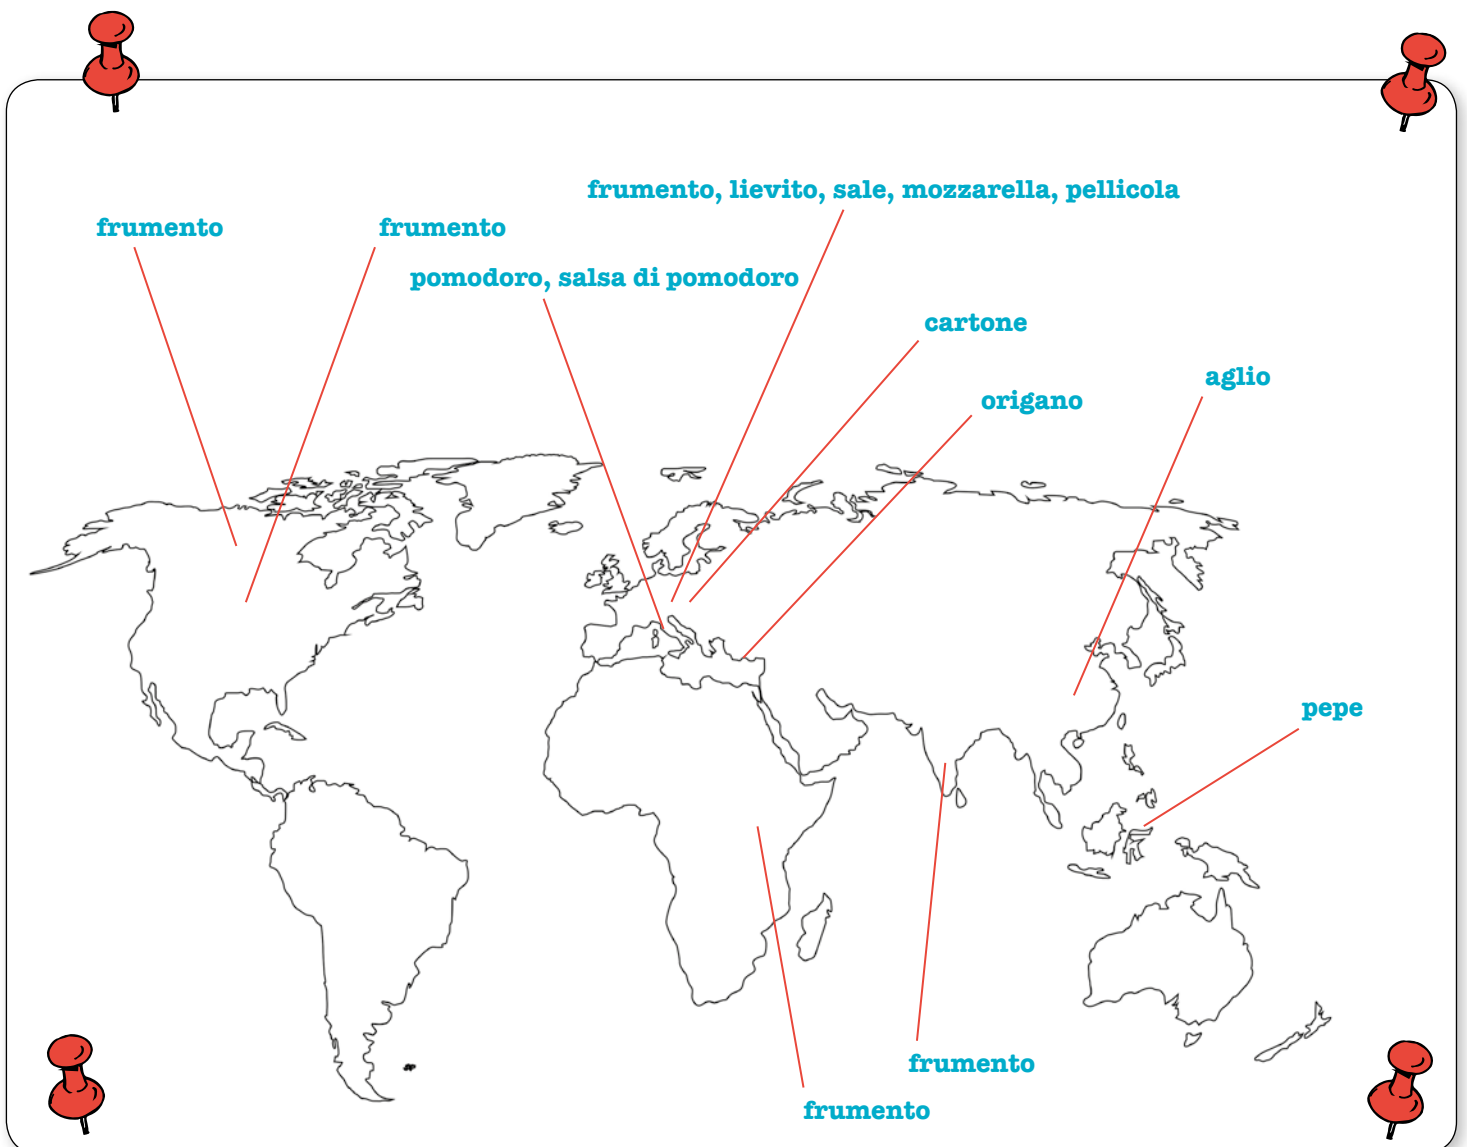 frumento, lievito, sale, mozzarella, pellicola
frumento
frumento
pomodoro, salsa di pomodoro
cartone
aglio
origano
pepe
frumento
frumento